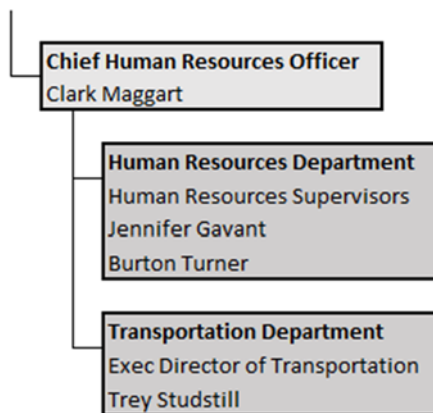 Chief Human Resources Officer
Clark Maggart
Human Resources Department
Human Resources Supervisors
Jennifer Gavant
Burton Turner
Transportation Department
Exec Director of Transportation
Trey Studstill